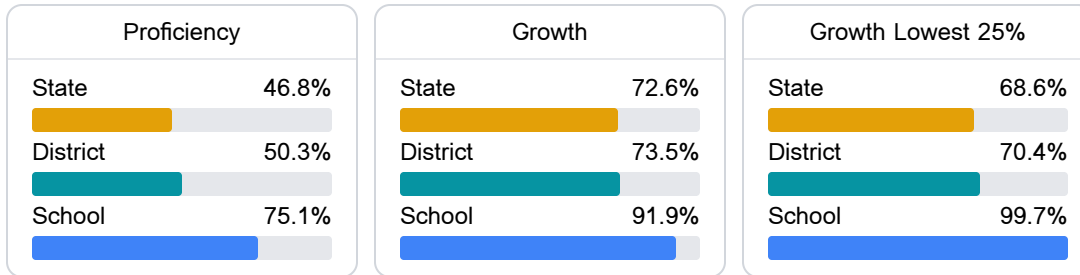 Proficiency
State 46.8%
District 50.3%
School 75.1%
Growth
State 72.6%
District 73.5%
School 91.9%
Growth Lowest 25%
State 68.6%
District 70.4%
School 99.7%